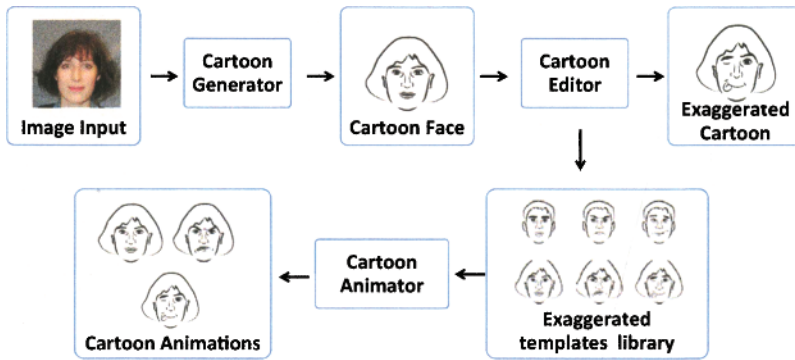 Image Input
Cartoon
Generator
Cartoon Face
Cartoon
Editor
Exaggerated
Cartoon
Cartoon Animations
Cartoon
Animator
Exaggerated
templates library